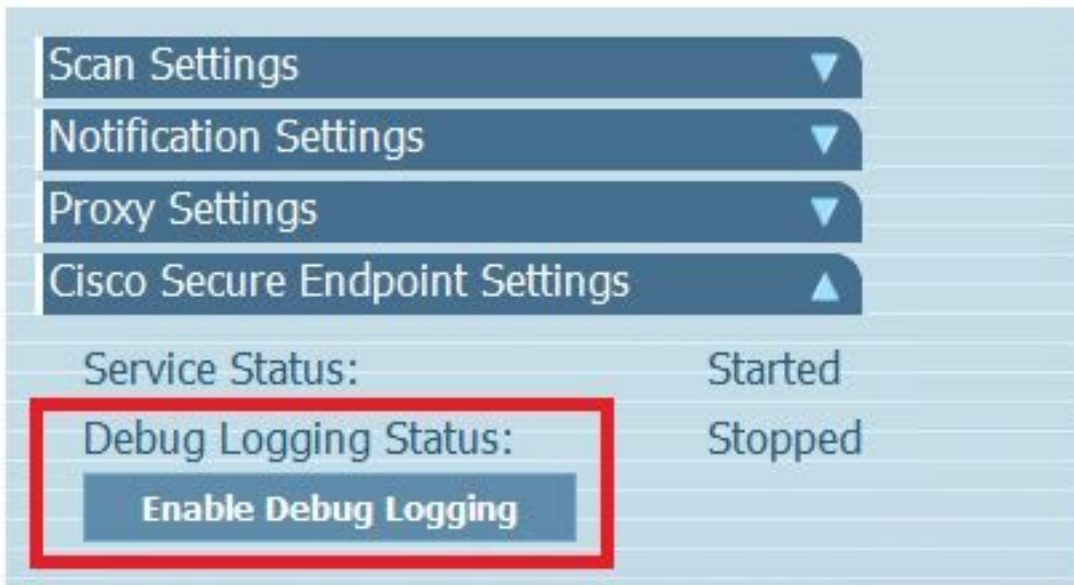 Scan Settings
Notification Settings
Proxy Settings
Cisco Secure Endpoint Settings
Service Status: Started
Debug Logging Status: Stopped
Enable Debug Logging